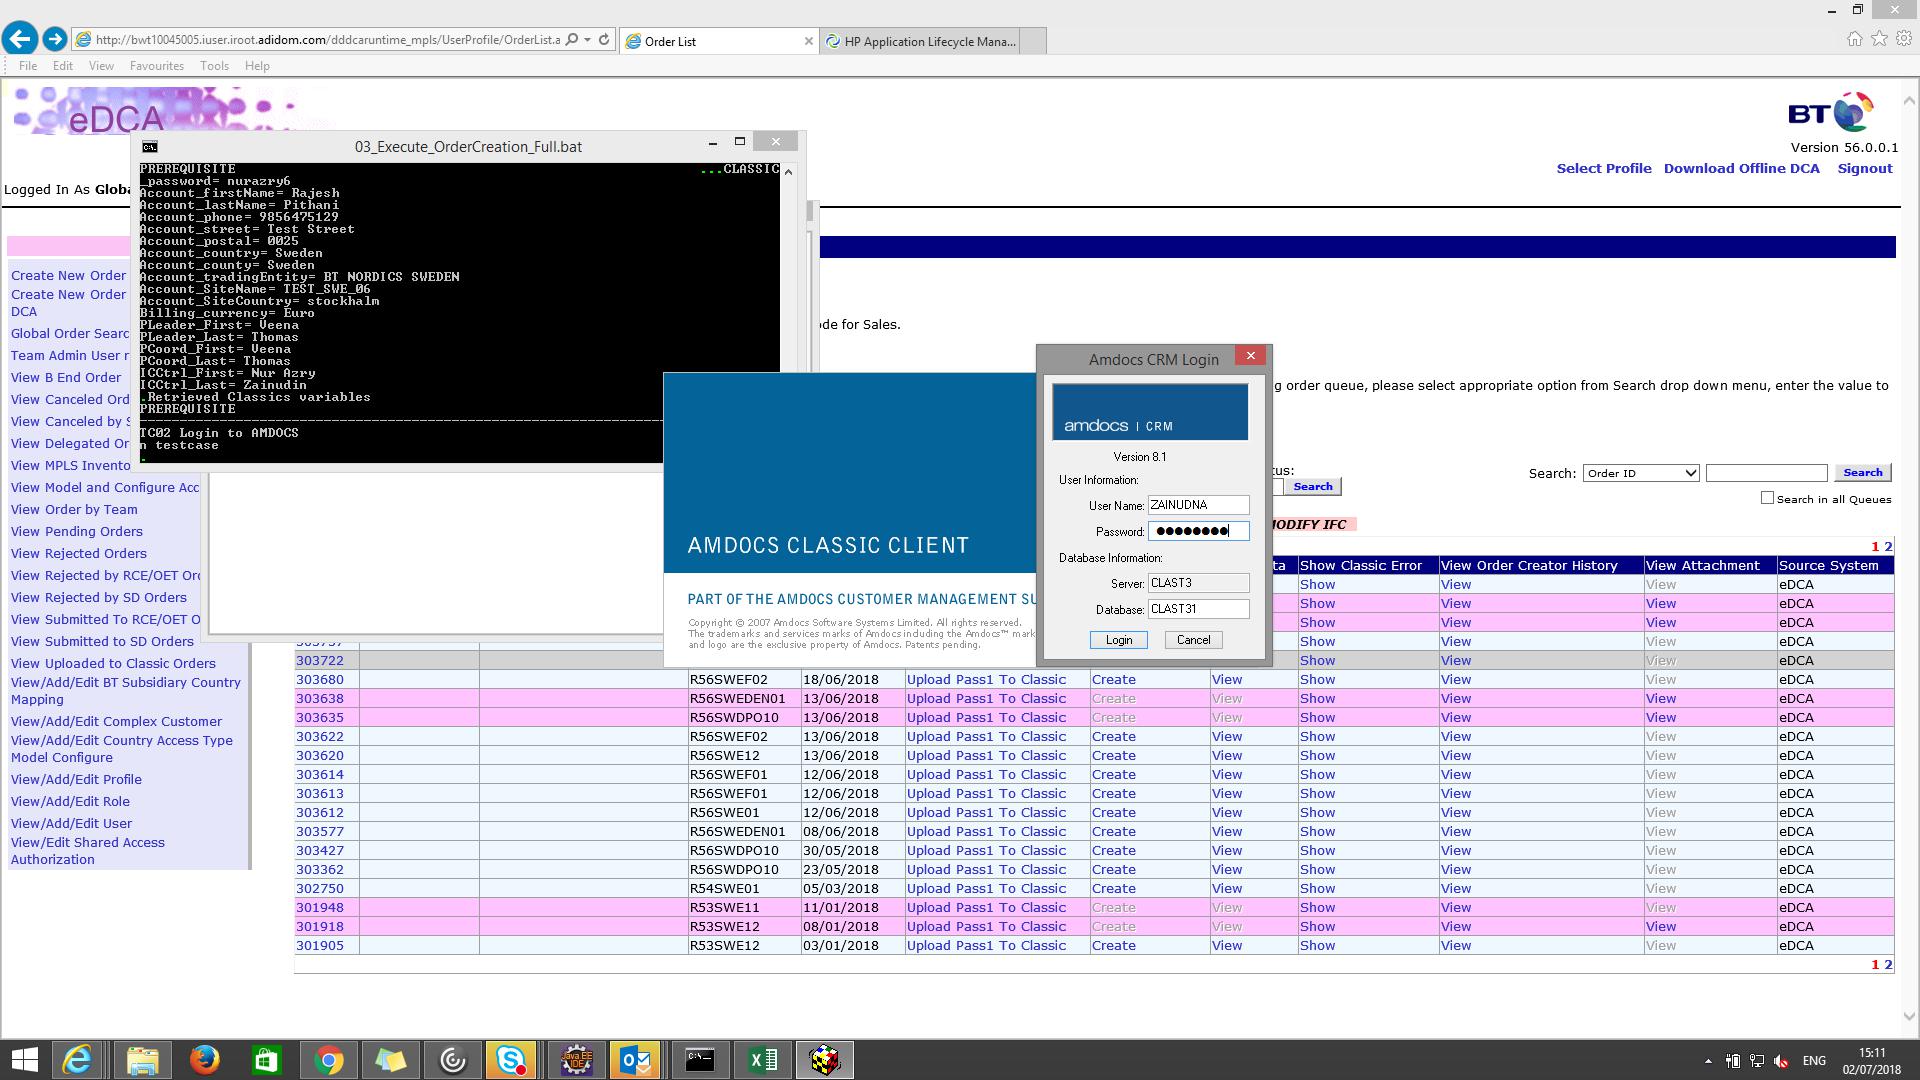 http://bwt10045005.iuser.iroot.adidom.com/dddcaruntime_mpls/UserProfile/OrderList.a
Order List
HP Application Lifecycle Mana...
File Edit View Favourites Tools Help
eDCA
BT
Version 56.0.0.1
Select Profile Download Offline DCA Signout
Logged In As Globa
03_Execute_OrderCreation_Full.bat
PREREQUISITE ...CLASSIC
_password= nurazry6
Account_firstName= Rajesh
Account_lastName= Pithani
Account_phone= 9856475129
Account_street= Test Street
Account_postal= 0025
Account_country= Sweden
Account_county= Sweden
Account_tradingEntity= BT NORDICS SWEDEN
Account_SiteName= TEST_SWE_06
Account_SiteCountry= stockhalm
Billing_currency= Euro
PLeader_First= Veena
PLeader_Last= Thomas
PCoord_First= Veena
PCoord_Last= Thomas
ICCtrl_First= Nur Azry
ICCtrl_Last= Zainudin
.Retrieved Classics variables
PREREQUISITE
TC02 Login to AMDOCS
n testcase
.
Create New Order
Create New Order
DCA
Global Order Searc
Team Admin User r
View B End Order
View Canceled Ord
View Canceled by S
View Delegated Or
View MPLS Invento
View Model and Configure Acc
View Order by Team
View Pending Orders
View Rejected Orders
View Rejected by RCE/OET Ord
View Rejected by SD Orders
View Submitted To RCE/OET O
View Submitted to SD Orders
View Uploaded to Classic Orders
View/Add/Edit BT Subsidiary Country
Mapping
View/Add/Edit Complex Customer
View/Add/Edit Country Access Type
Model Configure
View/Add/Edit Profile
View/Add/Edit Role
View/Add/Edit User
View/Edit Shared Access
Authorization
de for Sales.
g order queue, please select appropriate option from Search drop down menu, enter the value to
tus:
Search
Search: Order ID Search
Search in all Queues
MODIFY IFC
AMDOCS CLASSIC CLIENT
PART OF THE AMDOCS CUSTOMER MANAGEMENT SU
Copyright © 2007 Amdocs Software Systems Limited. All rights reserved.
The trademarks and services marks of Amdocs including the Amdocs™ mark
and logo are the exclusive property of Amdocs. Patents pending.
Amdocs CRM Login
amdocs | CRM
Version 8.1
User Information:
User Name: ZAINUDNA
Password: ●●●●●●●●
Database Information:
Server: CLAST3
Database: CLAST31
Login Cancel
1 2
ta Show Classic Error View Order Creator History View Attachment Source System
Show View View eDCA
Show View View eDCA
Show View View eDCA
303737 Show View View eDCA
303722 Show View View eDCA
303680 R56SWEF02 18/06/2018 Upload Pass1 To Classic Create View Show View View eDCA
303638 R56SWEDEN01 13/06/2018 Upload Pass1 To Classic Create View Show View View eDCA
303635 R56SWDPO10 13/06/2018 Upload Pass1 To Classic Create View Show View View eDCA
303622 R56SWEF02 13/06/2018 Upload Pass1 To Classic Create View Show View View eDCA
303620 R56SWE12 13/06/2018 Upload Pass1 To Classic Create View Show View View eDCA
303614 R56SWEF01 12/06/2018 Upload Pass1 To Classic Create View Show View View eDCA
303613 R56SWEF01 12/06/2018 Upload Pass1 To Classic Create View Show View View eDCA
303612 R56SWE01 12/06/2018 Upload Pass1 To Classic Create View Show View View eDCA
303577 R56SWEDEN01 08/06/2018 Upload Pass1 To Classic Create View Show View View eDCA
303427 R56SWDPO10 30/05/2018 Upload Pass1 To Classic Create View Show View View eDCA
303362 R56SWDPO10 23/05/2018 Upload Pass1 To Classic Create View Show View View eDCA
302750 R54SWE01 05/03/2018 Upload Pass1 To Classic Create View Show View View eDCA
301948 R53SWE11 11/01/2018 Upload Pass1 To Classic Create View Show View View eDCA
301918 R53SWE12 08/01/2018 Upload Pass1 To Classic Create View Show View View eDCA
301905 R53SWE12 03/01/2018 Upload Pass1 To Classic Create View Show View View eDCA
1 2
Java EE
IDE
ENG
15:11
02/07/2018